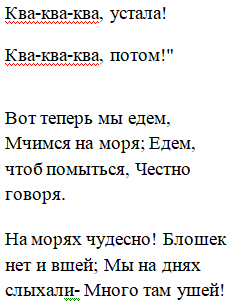 Ква-ква-ква, устала!
Ква-ква-ква, потом!"
Вот теперь мы едем,
Мчимся на моря; Едем,
чтоб помыться, Честно
говоря.
На морях чудесно! Блошек
нет и вшей; Мы на днях
слыхали- Много там ушей!